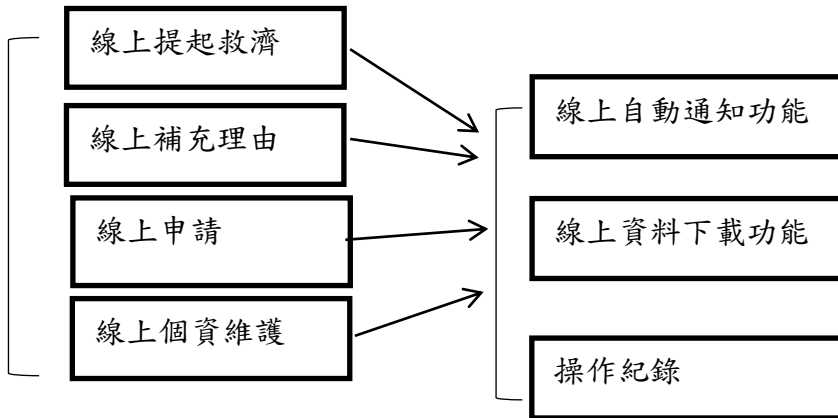 線上提起救濟
線上補充理由
線上申請
線上個資維護
線上自動通知功能
線上資料下載功能
操作紀錄